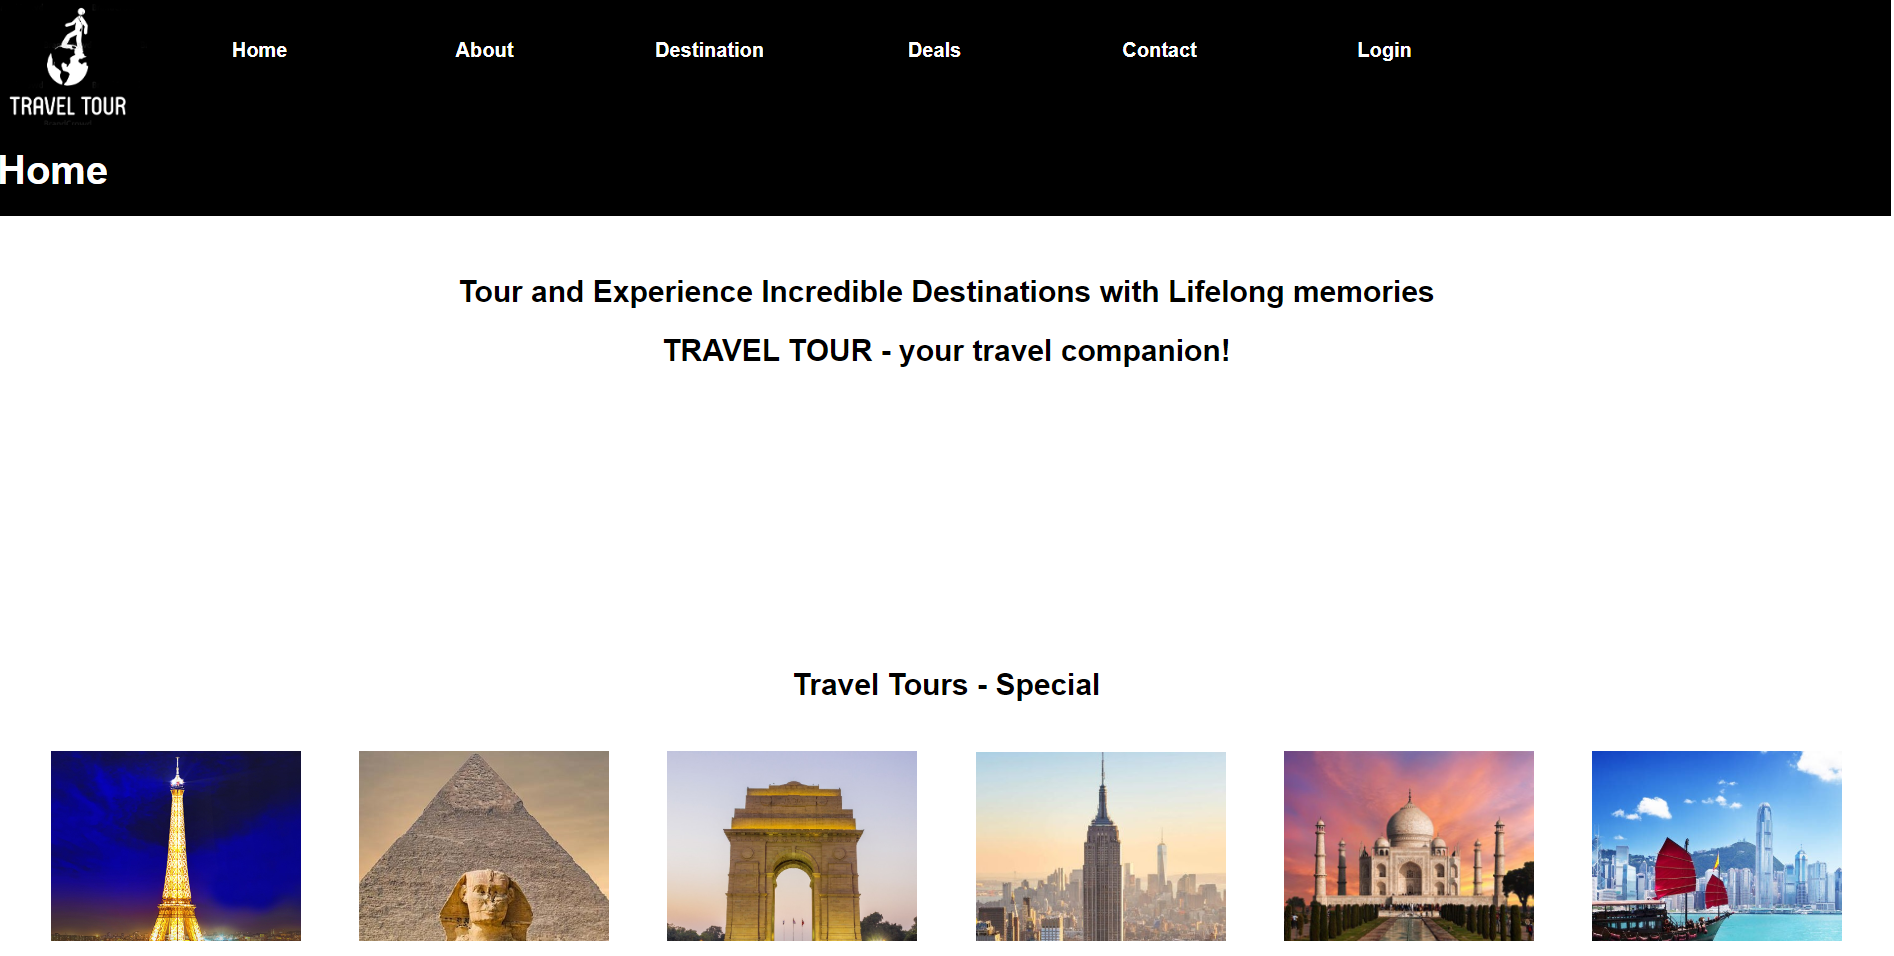 TRAVEL TOUR
Home About Destination Deals Contact Login
Home
Tour and Experience Incredible Destinations with Lifelong memories
TRAVEL TOUR - your travel companion!
Travel Tours - Special